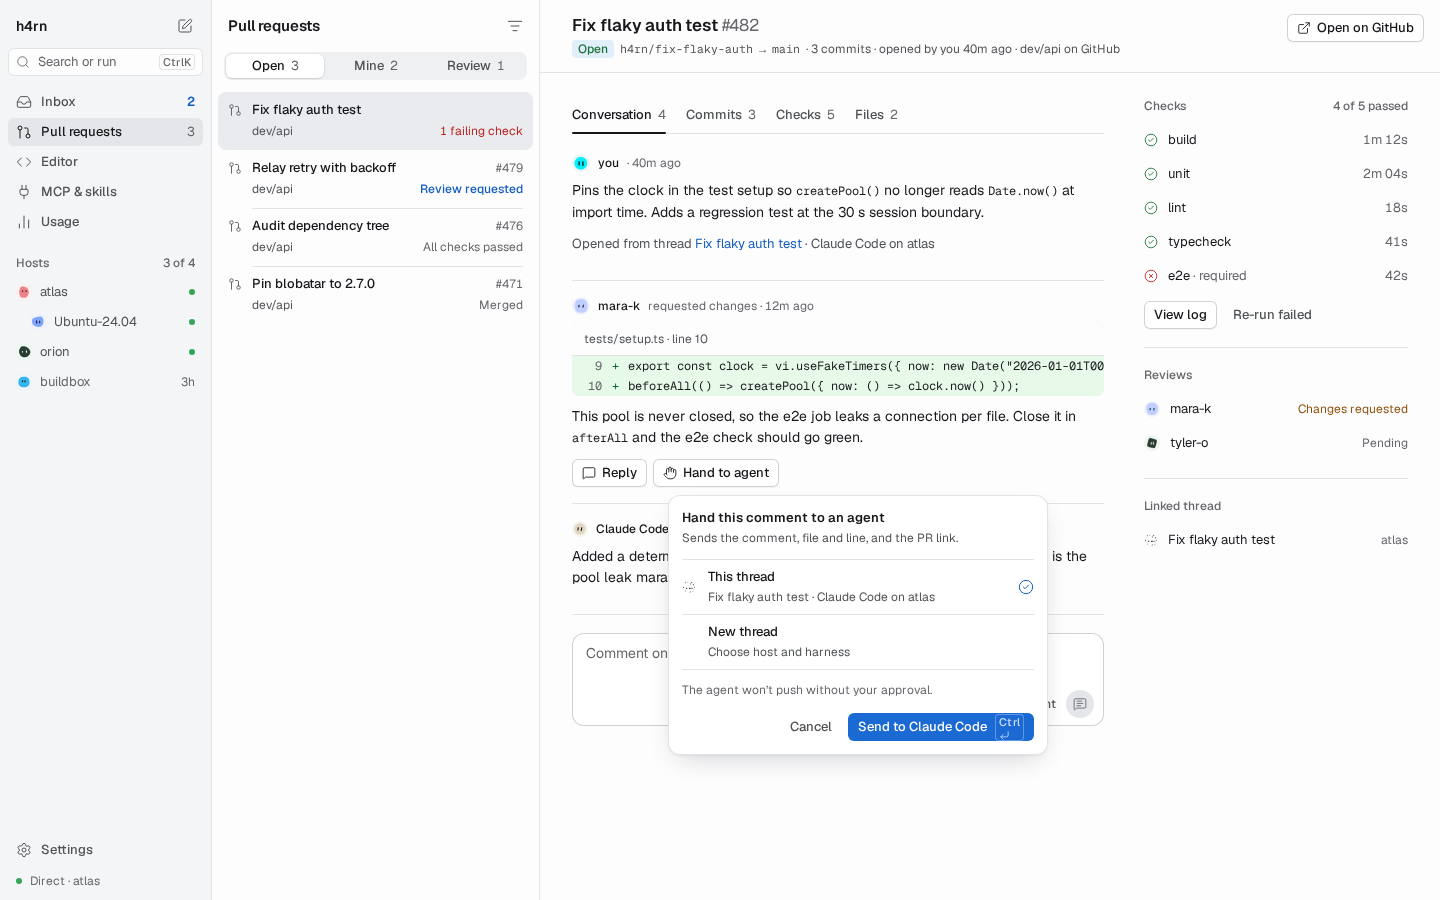 h4rn
Search or run CtrlK
Inbox 2
Pull requests 3
Editor
MCP & skills
Usage
Hosts 3 of 4
atlas
Ubuntu-24.04
orion
buildbox 3h
Settings
Direct · atlas
Pull requests
Open 3 Mine 2 Review 1
Fix flaky auth test
dev/api 1 failing check
Relay retry with backoff #479
dev/api Review requested
Audit dependency tree #476
dev/api All checks passed
Pin blobatar to 2.7.0 #471
dev/api Merged
Fix flaky auth test #482
Open h4rn/fix-flaky-auth → main · 3 commits · opened by you 40m ago · dev/api on GitHub
Open on GitHub
Conversation 4 Commits 3 Checks 5 Files 2
you · 40m ago
Pins the clock in the test setup so createPool() no longer reads Date.now() at
import time. Adds a regression test at the 30 s session boundary.
Opened from thread Fix flaky auth test · Claude Code on atlas
mara-k requested changes · 12m ago
tests/setup.ts · line 10
9 + export const clock = vi.useFakeTimers({ now: new Date("2026-01-01T00
10 + beforeAll(() => createPool({ now: () => clock.now() }));
This pool is never closed, so the e2e job leaks a connection per file. Close it in
afterAll and the e2e check should go green.
Reply Hand to agent
Claude Code
Added a determ is the
pool leak mara
Comment on
nt
Hand this comment to an agent
Sends the comment, file and line, and the PR link.
This thread
Fix flaky auth test · Claude Code on atlas
New thread
Choose host and harness
The agent won't push without your approval.
Cancel Send to Claude Code Ctrl
Checks 4 of 5 passed
build 1m 12s
unit 2m 04s
lint 18s
typecheck 41s
e2e · required 42s
View log Re-run failed
Reviews
mara-k Changes requested
tyler-o Pending
Linked thread
Fix flaky auth test atlas